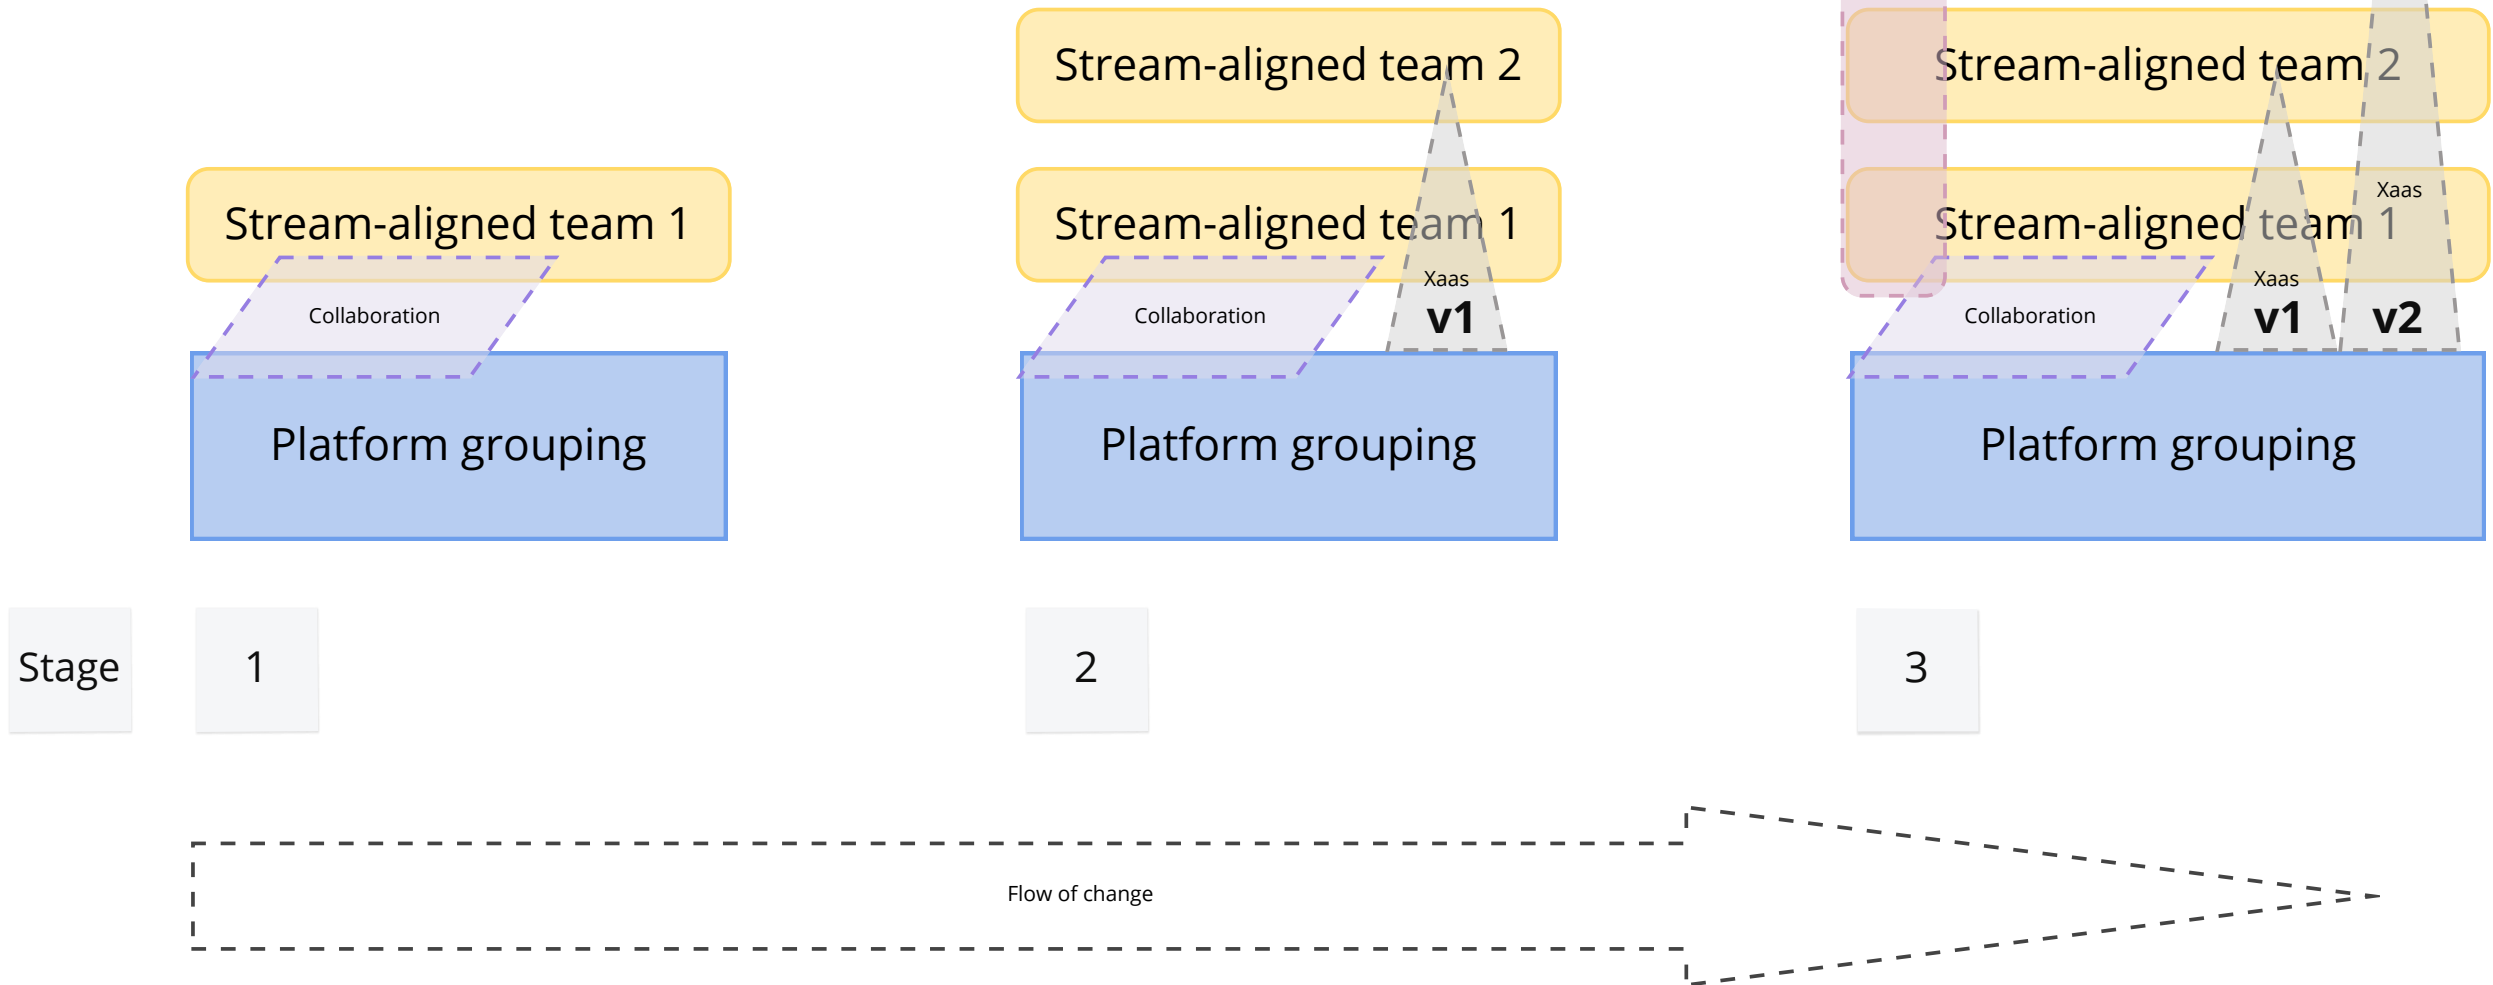 Stream-aligned team 1
Collaboration
Platform grouping
Stream-aligned team 2
Stream-aligned team 1
Xaas
Collaboration
v1
Platform grouping
Stream-aligned team 2
Xaas
Stream-aligned team 1
Xaas
Collaboration
v1
v2
Platform grouping
Stage
1
2
3
Flow of change